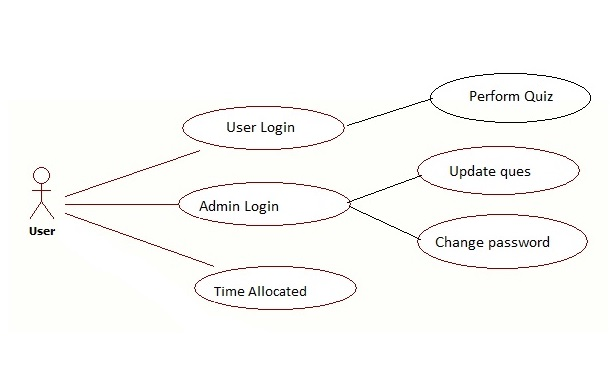 Perform Quiz
User Login
Update ques
Admin Login
User
Change password
Time Allocated